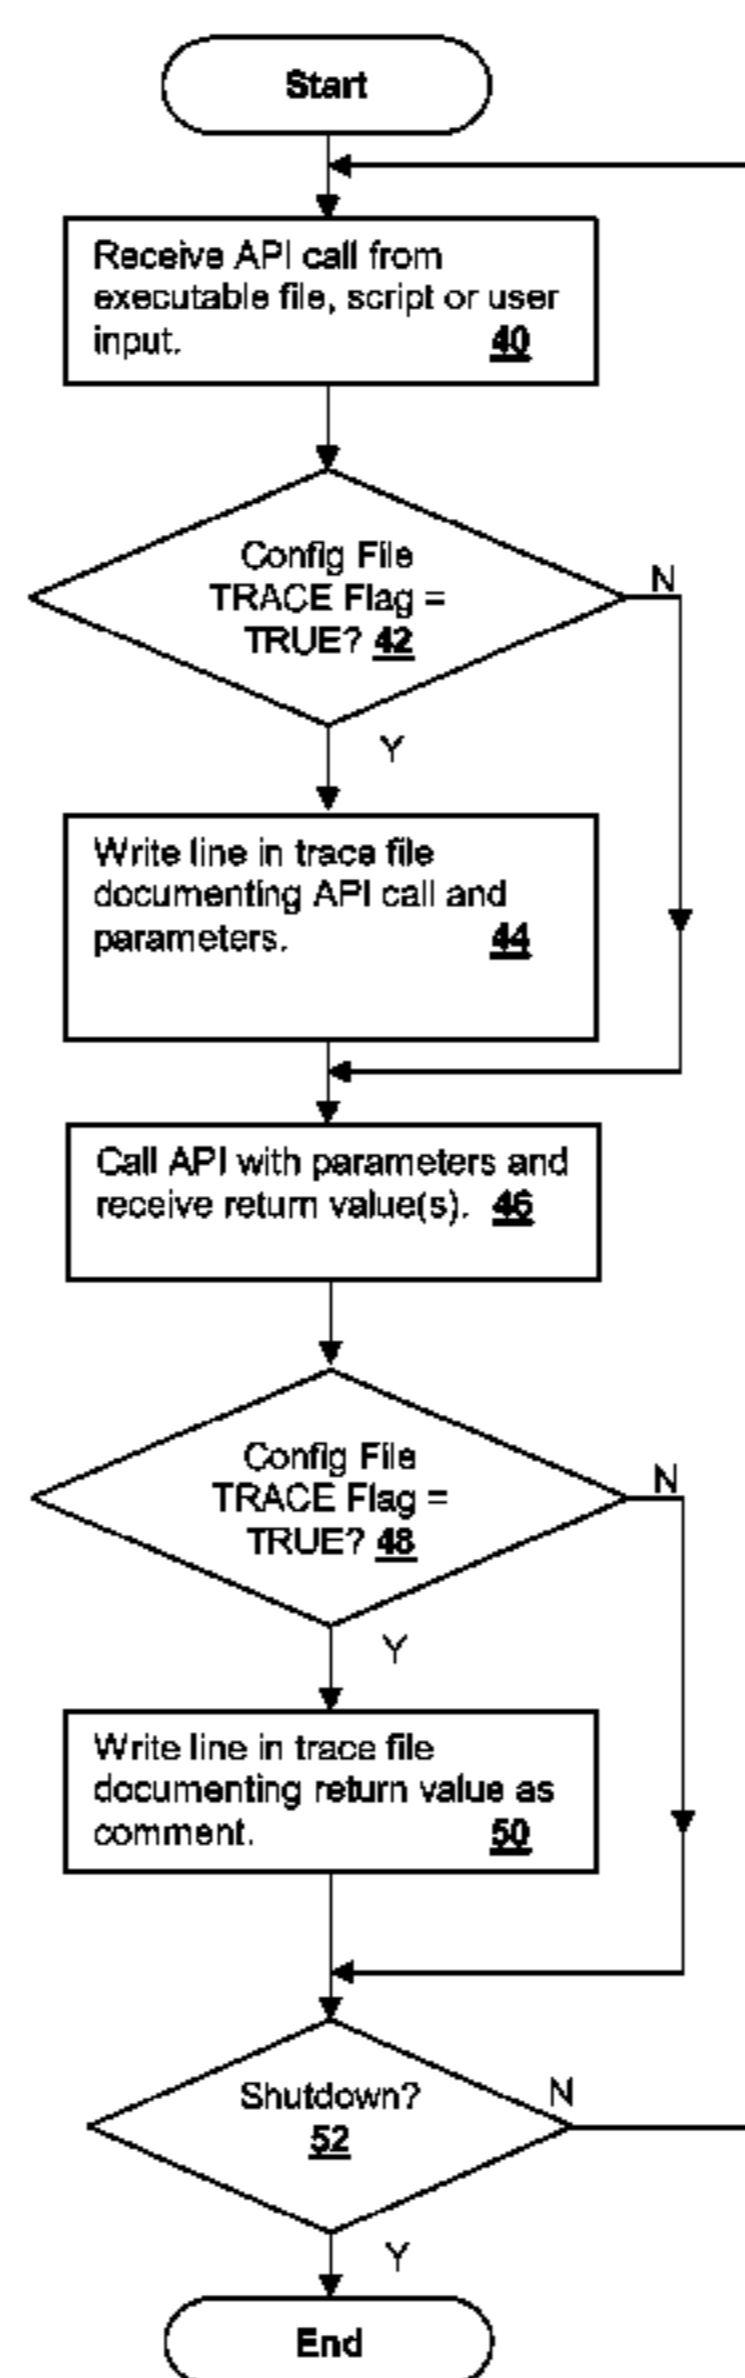 Start
Receive API call from
executable file, script or user
input. 40
Config File
TRACE Flag =
TRUE? 42
N
Y
Write line in trace file
documenting API call and
parameters. 44
Call API with parameters and
receive return value(s). 46
Config File
TRACE Flag =
TRUE? 48
N
Y
Write line in trace file
documenting return value as
comment. 50
Shutdown?
52
N
Y
End